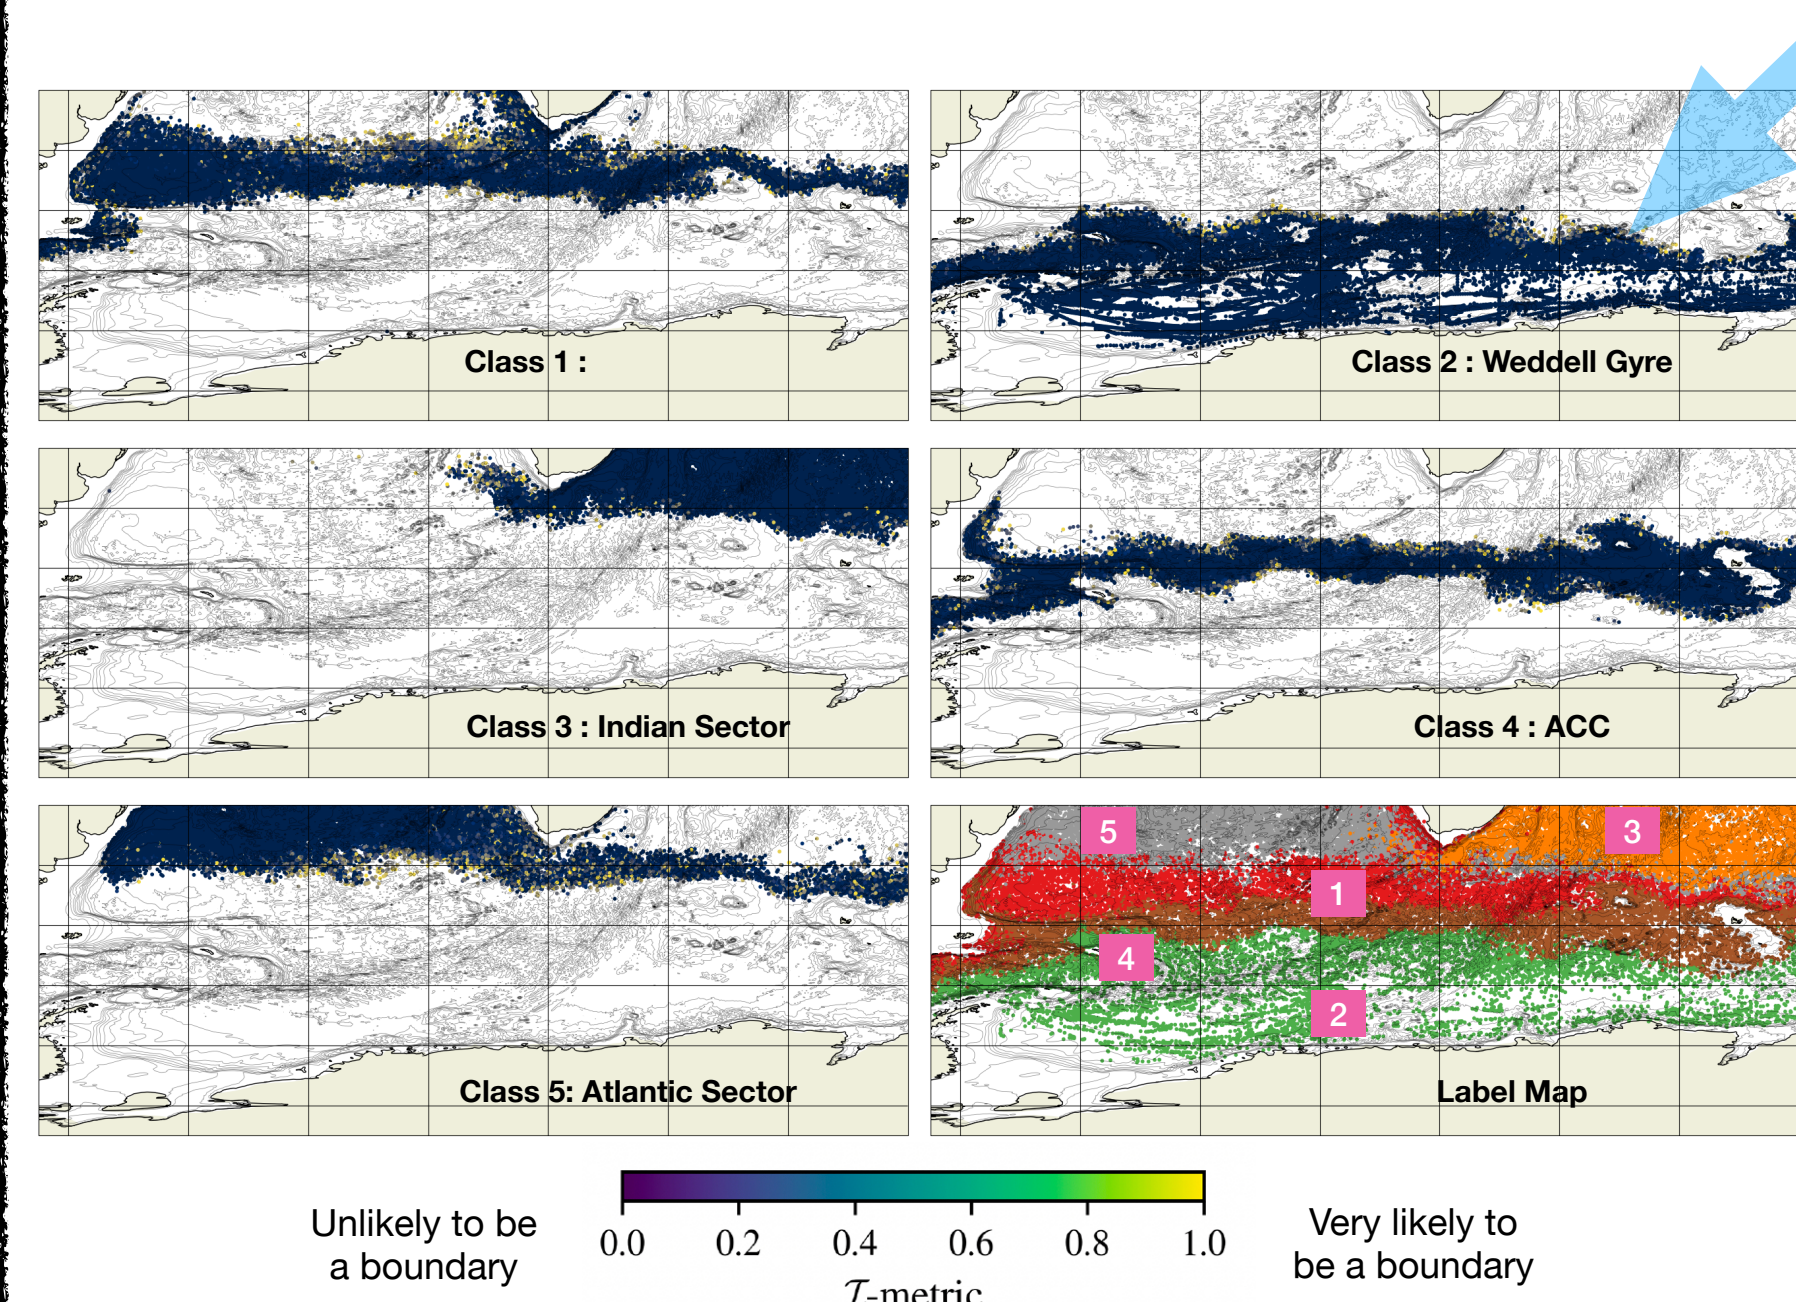 Class 1 :
Class 2 : Weddell Gyre
Class 3 : Indian Sector
Class 4 : ACC
5
3
1
4
2
Class 5: Atlantic Sector
Label Map
Unlikely to be
a boundary
0.0 0.2 0.4 0.6 0.8 1.0
𝒯-metric
Very likely to
be a boundary